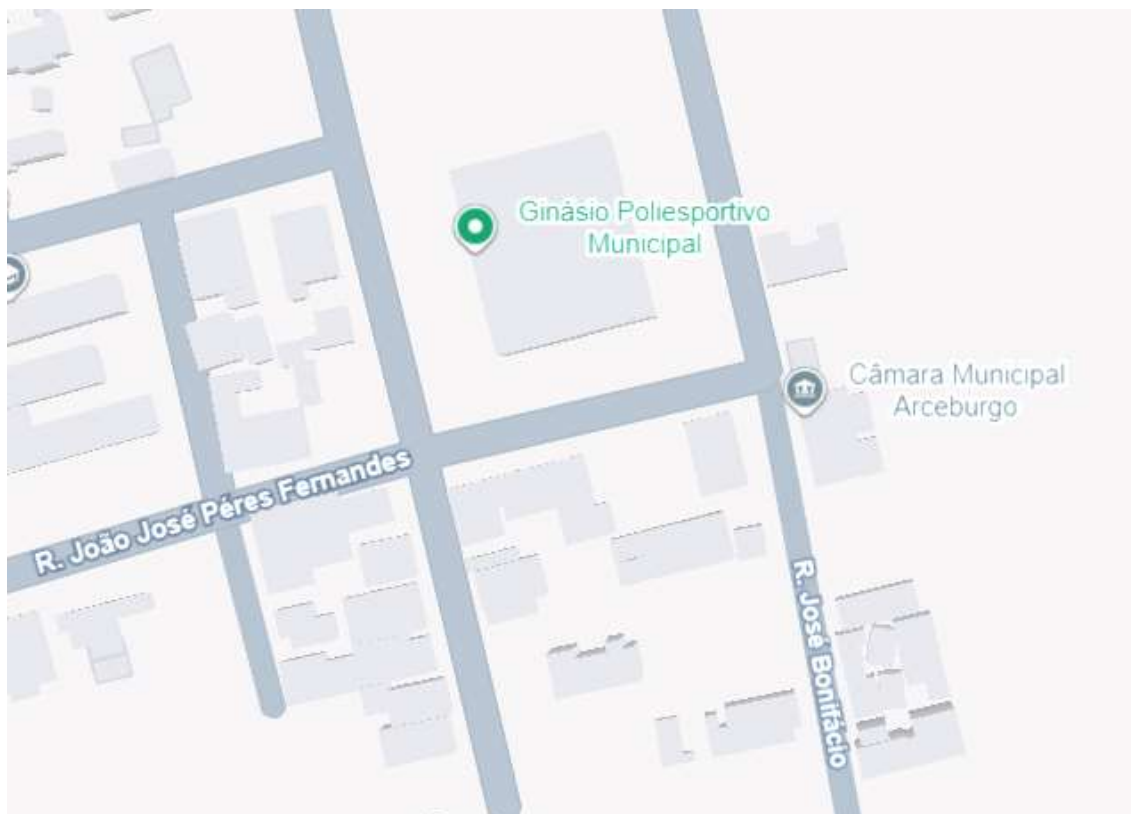 Ginásio Poliesportivo
Municipal
Câmara Municipal
Arceburgo
R. João José Péres Fernandes
R. José Bonifácio